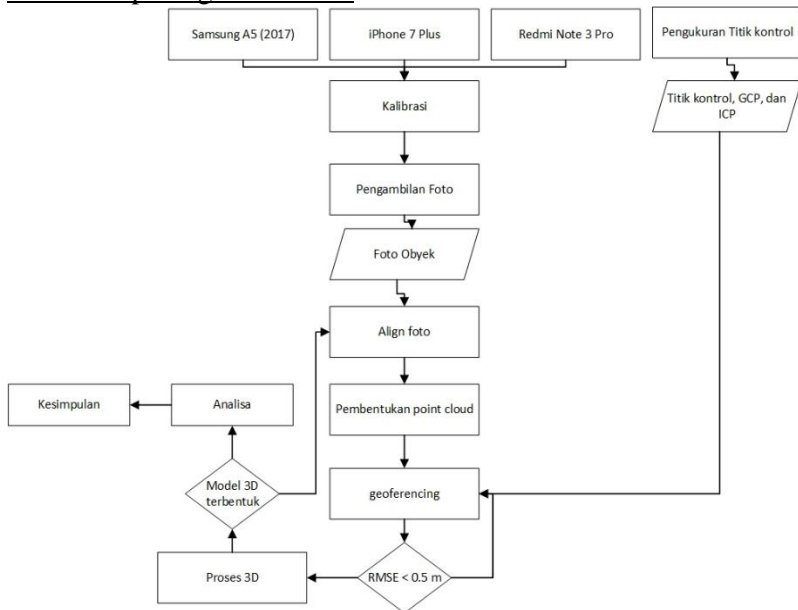 Samsung A5 (2017)
iPhone 7 Plus
Redmi Note 3 Pro
Pengukuran Titik kontrol
Kalibrasi
Titik kontrol, GCP, dan
ICP
Pengambilan Foto
Foto Obyek
Align foto
Kesimpulan
Analisa
Pembentukan point cloud
Model 3D
terbentuk
geoferencing
Proses 3D
RMSE < 0.5 m